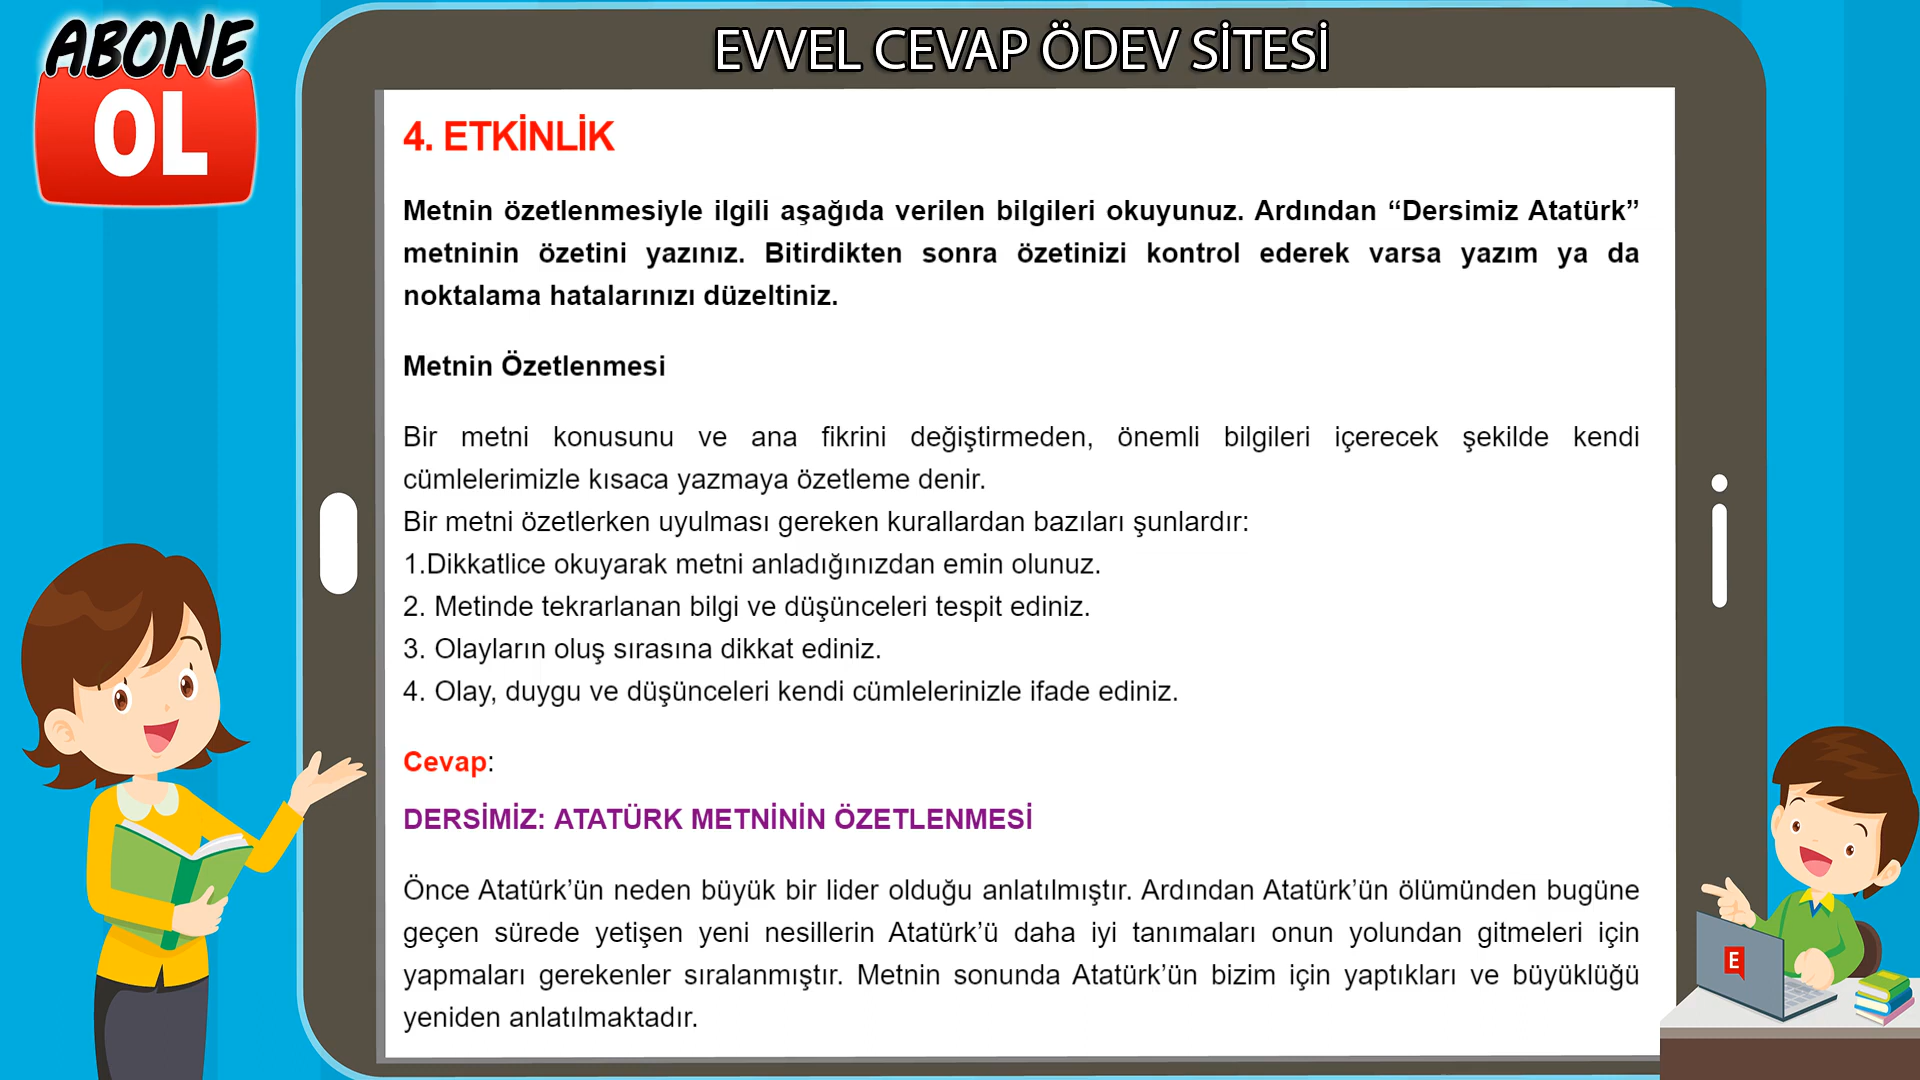 ABONE
OL
EVVEL CEVAP ÖDEV SİTESİ
4. ETKİNLİK
Metnin özetlenmesiyle ilgili aşağıda verilen bilgileri okuyunuz. Ardından “Dersimiz Atatürk”
metninin özetini yazınız. Bitirdikten sonra özetinizi kontrol ederek varsa yazım ya da
noktalama hatalarınızı düzeltiniz.
Metnin Özetlenmesi
Bir metni konusunu ve ana fikrini değiştirmeden, önemli bilgileri içerecek şekilde kendi
cümlelerimizle kısaca yazmaya özetleme denir.
Bir metni özetlerken uyulması gereken kurallardan bazıları şunlardır:
1.Dikkatlice okuyarak metni anladığınızdan emin olunuz.
2. Metinde tekrarlanan bilgi ve düşünceleri tespit ediniz.
3. Olayların oluş sırasına dikkat ediniz.
4. Olay, duygu ve düşünceleri kendi cümlelerinizle ifade ediniz.
Cevap:
DERSİMİZ: ATATÜRK METNİNİN ÖZETLENMESİ
Önce Atatürk’ün neden büyük bir lider olduğu anlatılmıştır. Ardından Atatürk’ün ölümünden bugüne
geçen sürede yetişen yeni nesillerin Atatürk’ü daha iyi tanımaları onun yolundan gitmeleri için
yapmaları gerekenler sıralanmıştır. Metnin sonunda Atatürk’ün bizim için yaptıkları ve büyüklüğü
yeniden anlatılmaktadır.
E